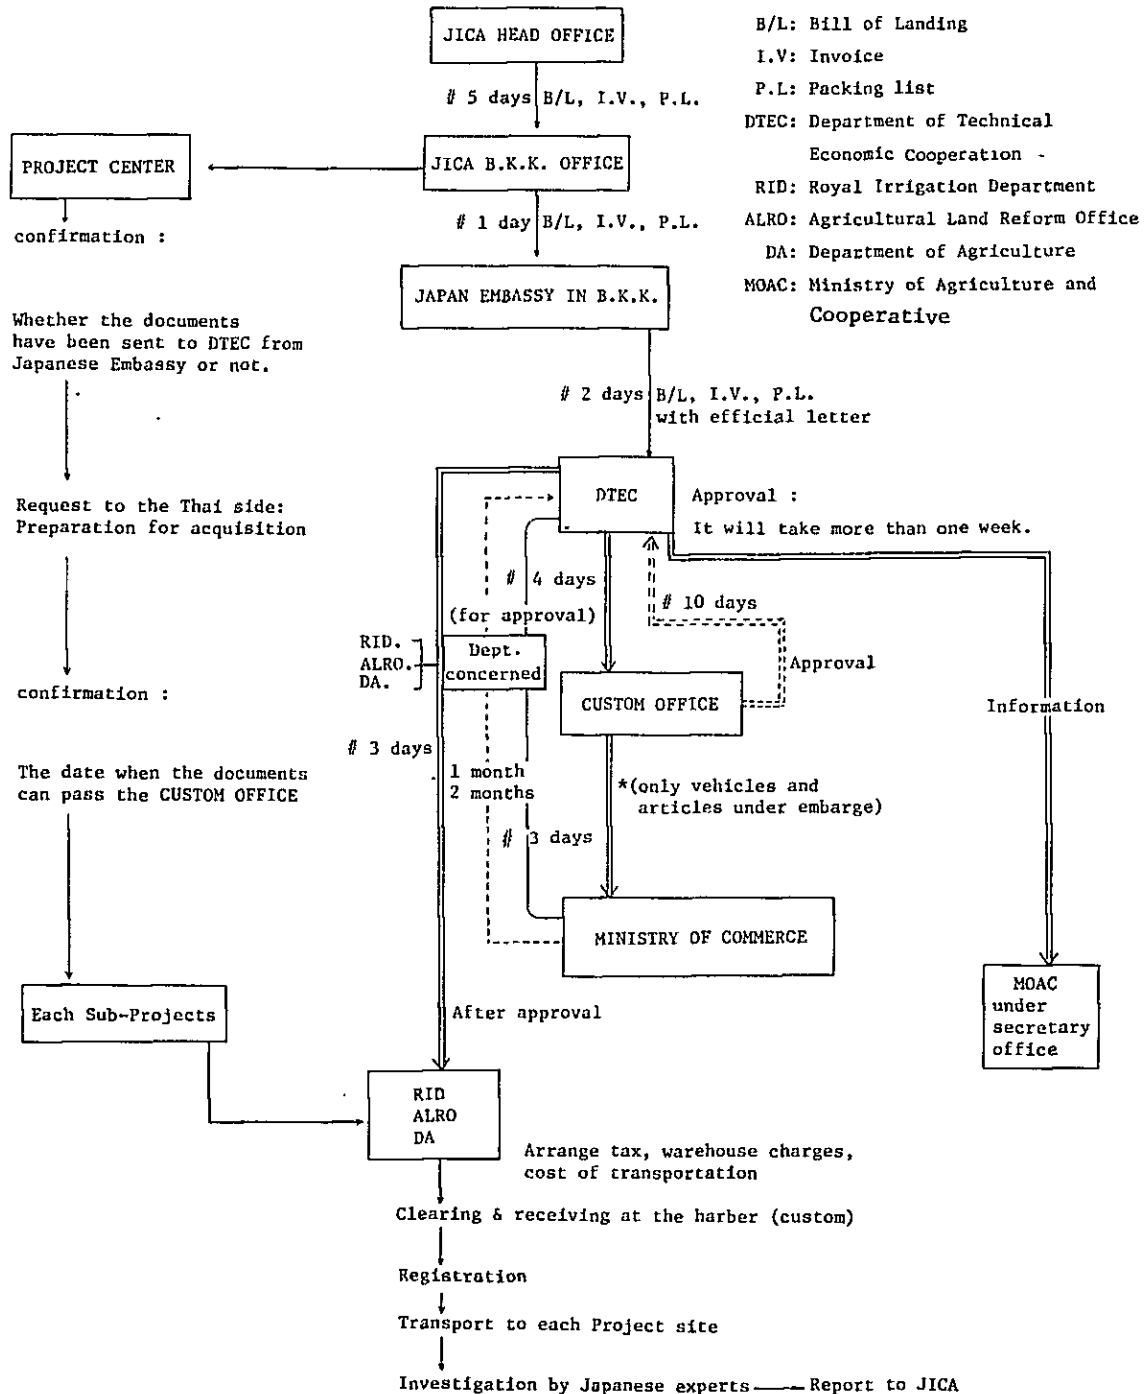 JICA HEAD OFFICE
B/L: Bill of Landing
I.V: Invoice
P.L: Packing list
DTEC: Department of Technical
Economic Cooperation -
RID: Royal Irrigation Department
ALRO: Agricultural Land Reform Office
DA: Department of Agriculture
MOAC: Ministry of Agriculture and
Cooperative
# 5 days B/L, I.V., P.L.
PROJECT CENTER
JICA B.K.K. OFFICE
# 1 day B/L, I.V., P.L.
confirmation :
JAPAN EMBASSY IN B.K.K.
Whether the documents
have been sent to DTEC from
Japanese Embassy or not.
# 2 days B/L, I.V., P.L.
with efficial letter
DTEC
Approval :
It will take more than one week.
Request to the Thai side:
Preparation for acquisition
# 4 days
# 10 days
(for approval)
RID.
ALRO.
DA.
Dept.
concerned
Approval
CUSTOM OFFICE
Information
confirmation :
# 3 days
1 month
2 months
*(only vehicles and
articles under embarge)
The date when the documents
can pass the CUSTOM OFFICE
# 3 days
MINISTRY OF COMMERCE
MOAC
under
secretary
office
Each Sub-Projects
After approval
RID
ALRO
DA
Arrange tax, warehouse charges,
cost of transportation
Clearing & receiving at the harber (custom)
Registration
Transport to each Project site
Investigation by Japanese experts —— Report to JICA